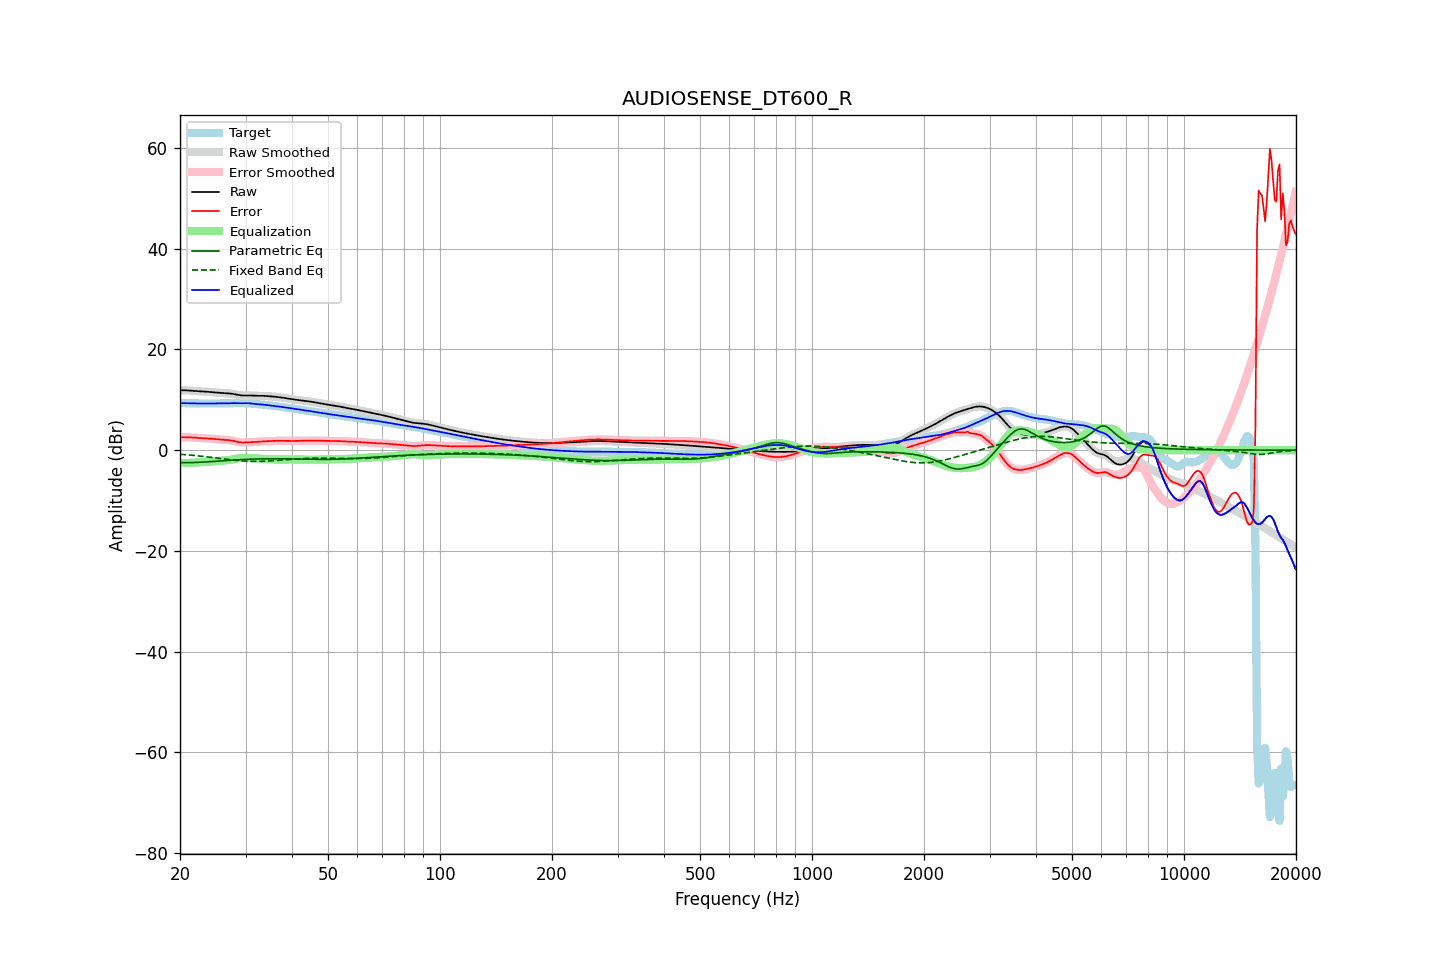 AUDIOSENSE_DT600_R
Target
Raw Smoothed
Error Smoothed
Raw
Error
Equalization
Parametric Eq
Fixed Band Eq
Equalized
60
40
20
0
−20
−40
−60
−80
Amplitude (dBr)
20
50
100
200
500
1000
2000
5000
10000
20000
Frequency (Hz)